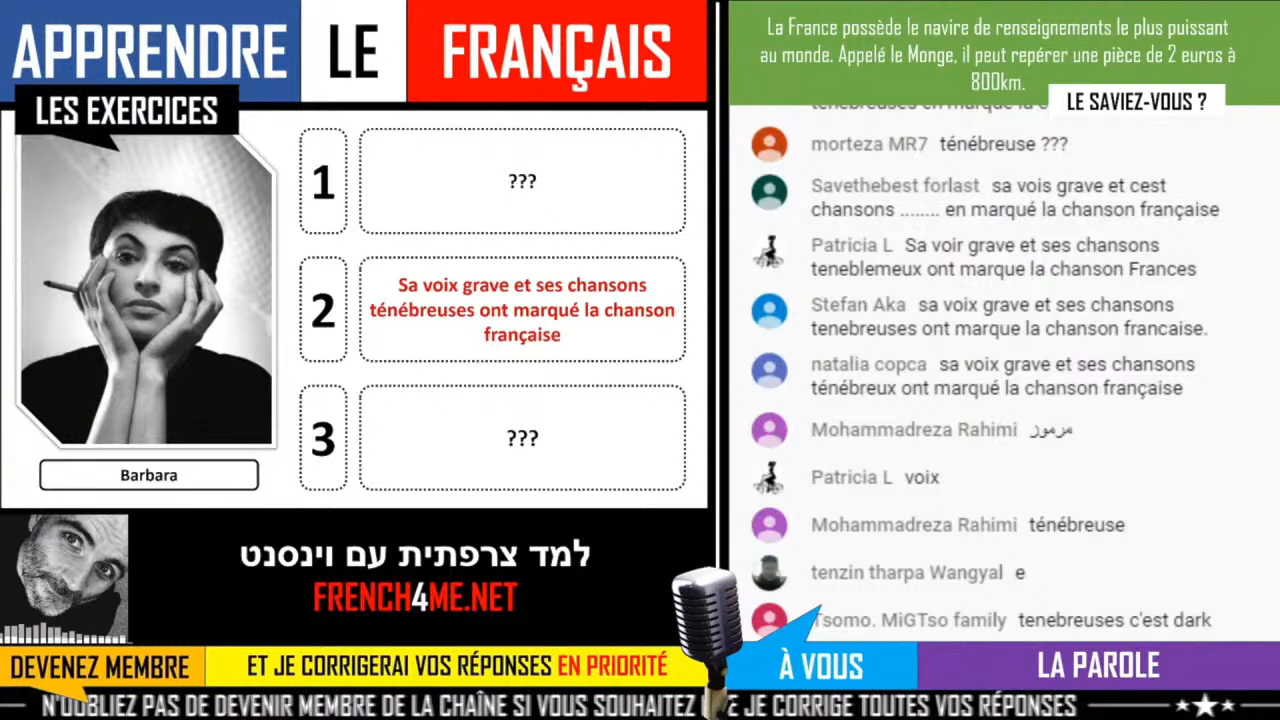 APPRENDRE LE FRANÇAIS
LES EXERCICES
1
???
2
Sa voix grave et ses chansons
ténébreuses ont marqué la chanson
française
3
???
Barbara
למד צרפתית עם וינסנט
FRENCH4ME.NET
DEVENEZ MEMBRE
ET JE CORRIGERAI VOS RÉPONSES EN PRIORITÉ
La France possède le navire de renseignements le plus puissant
au monde. Appelé le Monge, il peut repérer une pièce de 2 euros à
800km.
LE SAVIEZ-VOUS ?
morteza MR7 ténébreuse ???
Savethebest forlast sa vois grave et cest
chansons ........ en marqué la chanson française
Patricia L Sa voir grave et ses chansons
teneblemeux ont marque la chanson Frances
Stefan Aka sa voix grave et ses chansons
tenebreuses ont marque la chanson francaise.
natalia copca sa voix grave et ses chansons
ténébreux ont marqué la chanson française
Mohammadreza Rahimi مرموز
Patricia L voix
Mohammadreza Rahimi ténébreuse
tenzin tharpa Wangyal e
Tsomo. MiGTso family tenebreuses c'est dark
À VOUS
LA PAROLE
N'OUBLIEZ PAS DE DEVENIR MEMBRE DE LA CHAÎNE SI VOUS SOUHAITEZ JE CORRIGE TOUTES VOS RÉPONSES